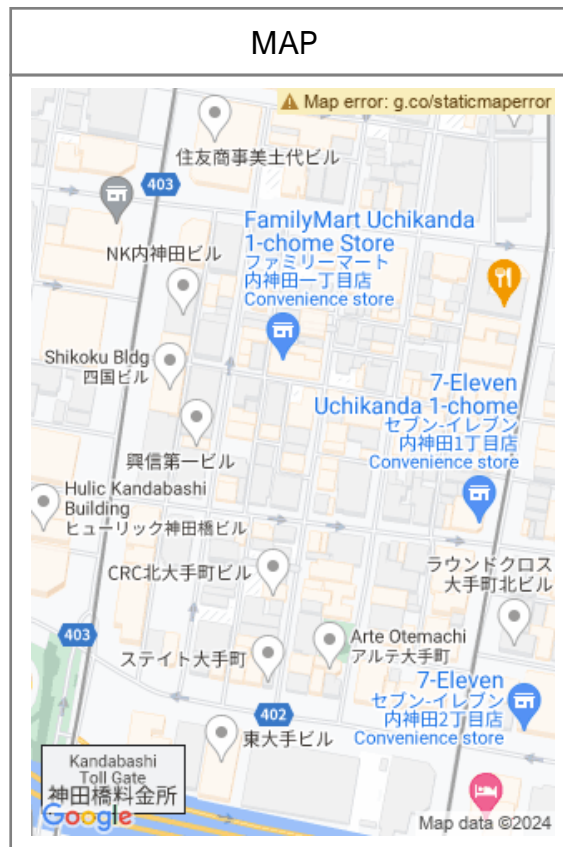 MAP
Map error: g.co/staticmaperror
住友商事美土代ビル
403
FamilyMart Uchikanda
1-chome Store
ファミリーマート
内神田一丁目店
Convenience store
NK内神田ビル
Shikoku Bldg
四国ビル
7-Eleven
Uchikanda 1-chome
セブン-イレブン
内神田1丁目店
Convenience store
興信第一ビル
Hulic Kandabashi
Building
ヒューリック神田橋ビル
CRC北大手町ビル
ラウンドクロス
大手町北ビル
403
ステイト大手町
Arte Otemachi
アルテ大手町
7-Eleven
セブン-イレブン
内神田2丁目店
Convenience store
402
東大手ビル
Kandabashi
Toll Gate
神田橋料金所
Google
Map data ©2024